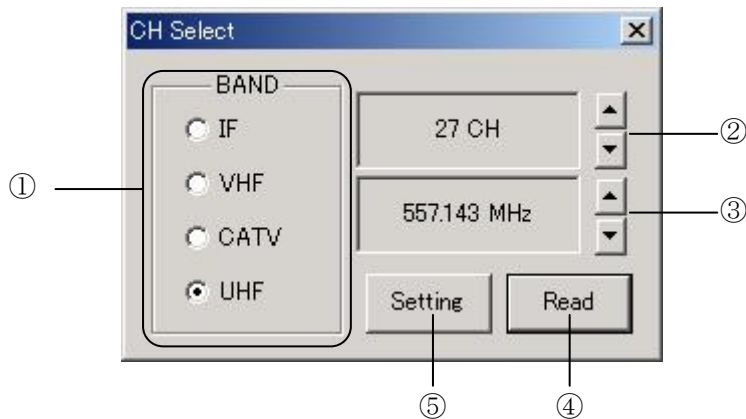 CH Select
BAND
IF
VHF
CATV
UHF
27 CH
557.143 MHz
Setting
Read
①
②
③
⑤
④